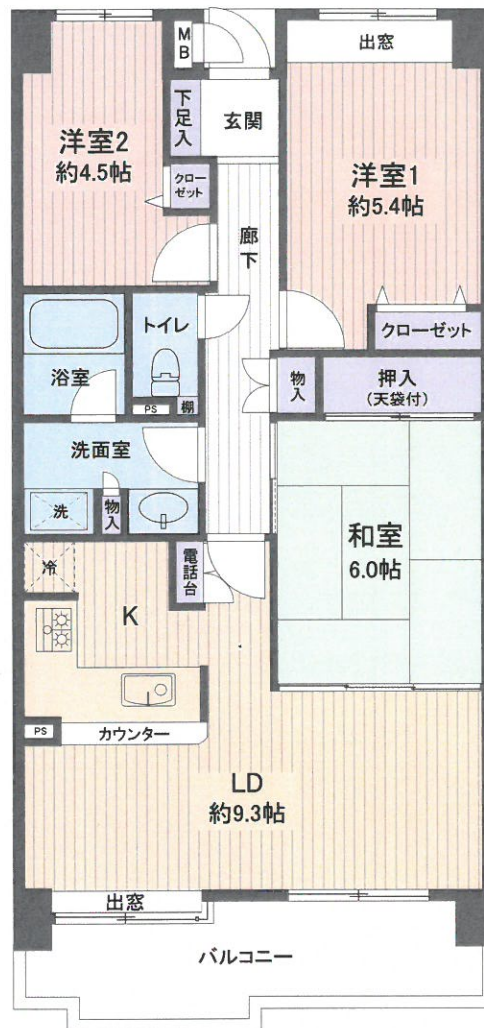 MB
出窓
下足入
玄関
洋室2
約4.5帖
クロー
ゼット
洋室1
約5.4帖
廊下
クローゼット
トイレ
浴室
PS
棚
物入
押入
(天袋付)
洗面室
洗
物入
和室
6.0帖
冷
電話台
K
PS
カウンター
LD
約9.3帖
出窓
バルコニー